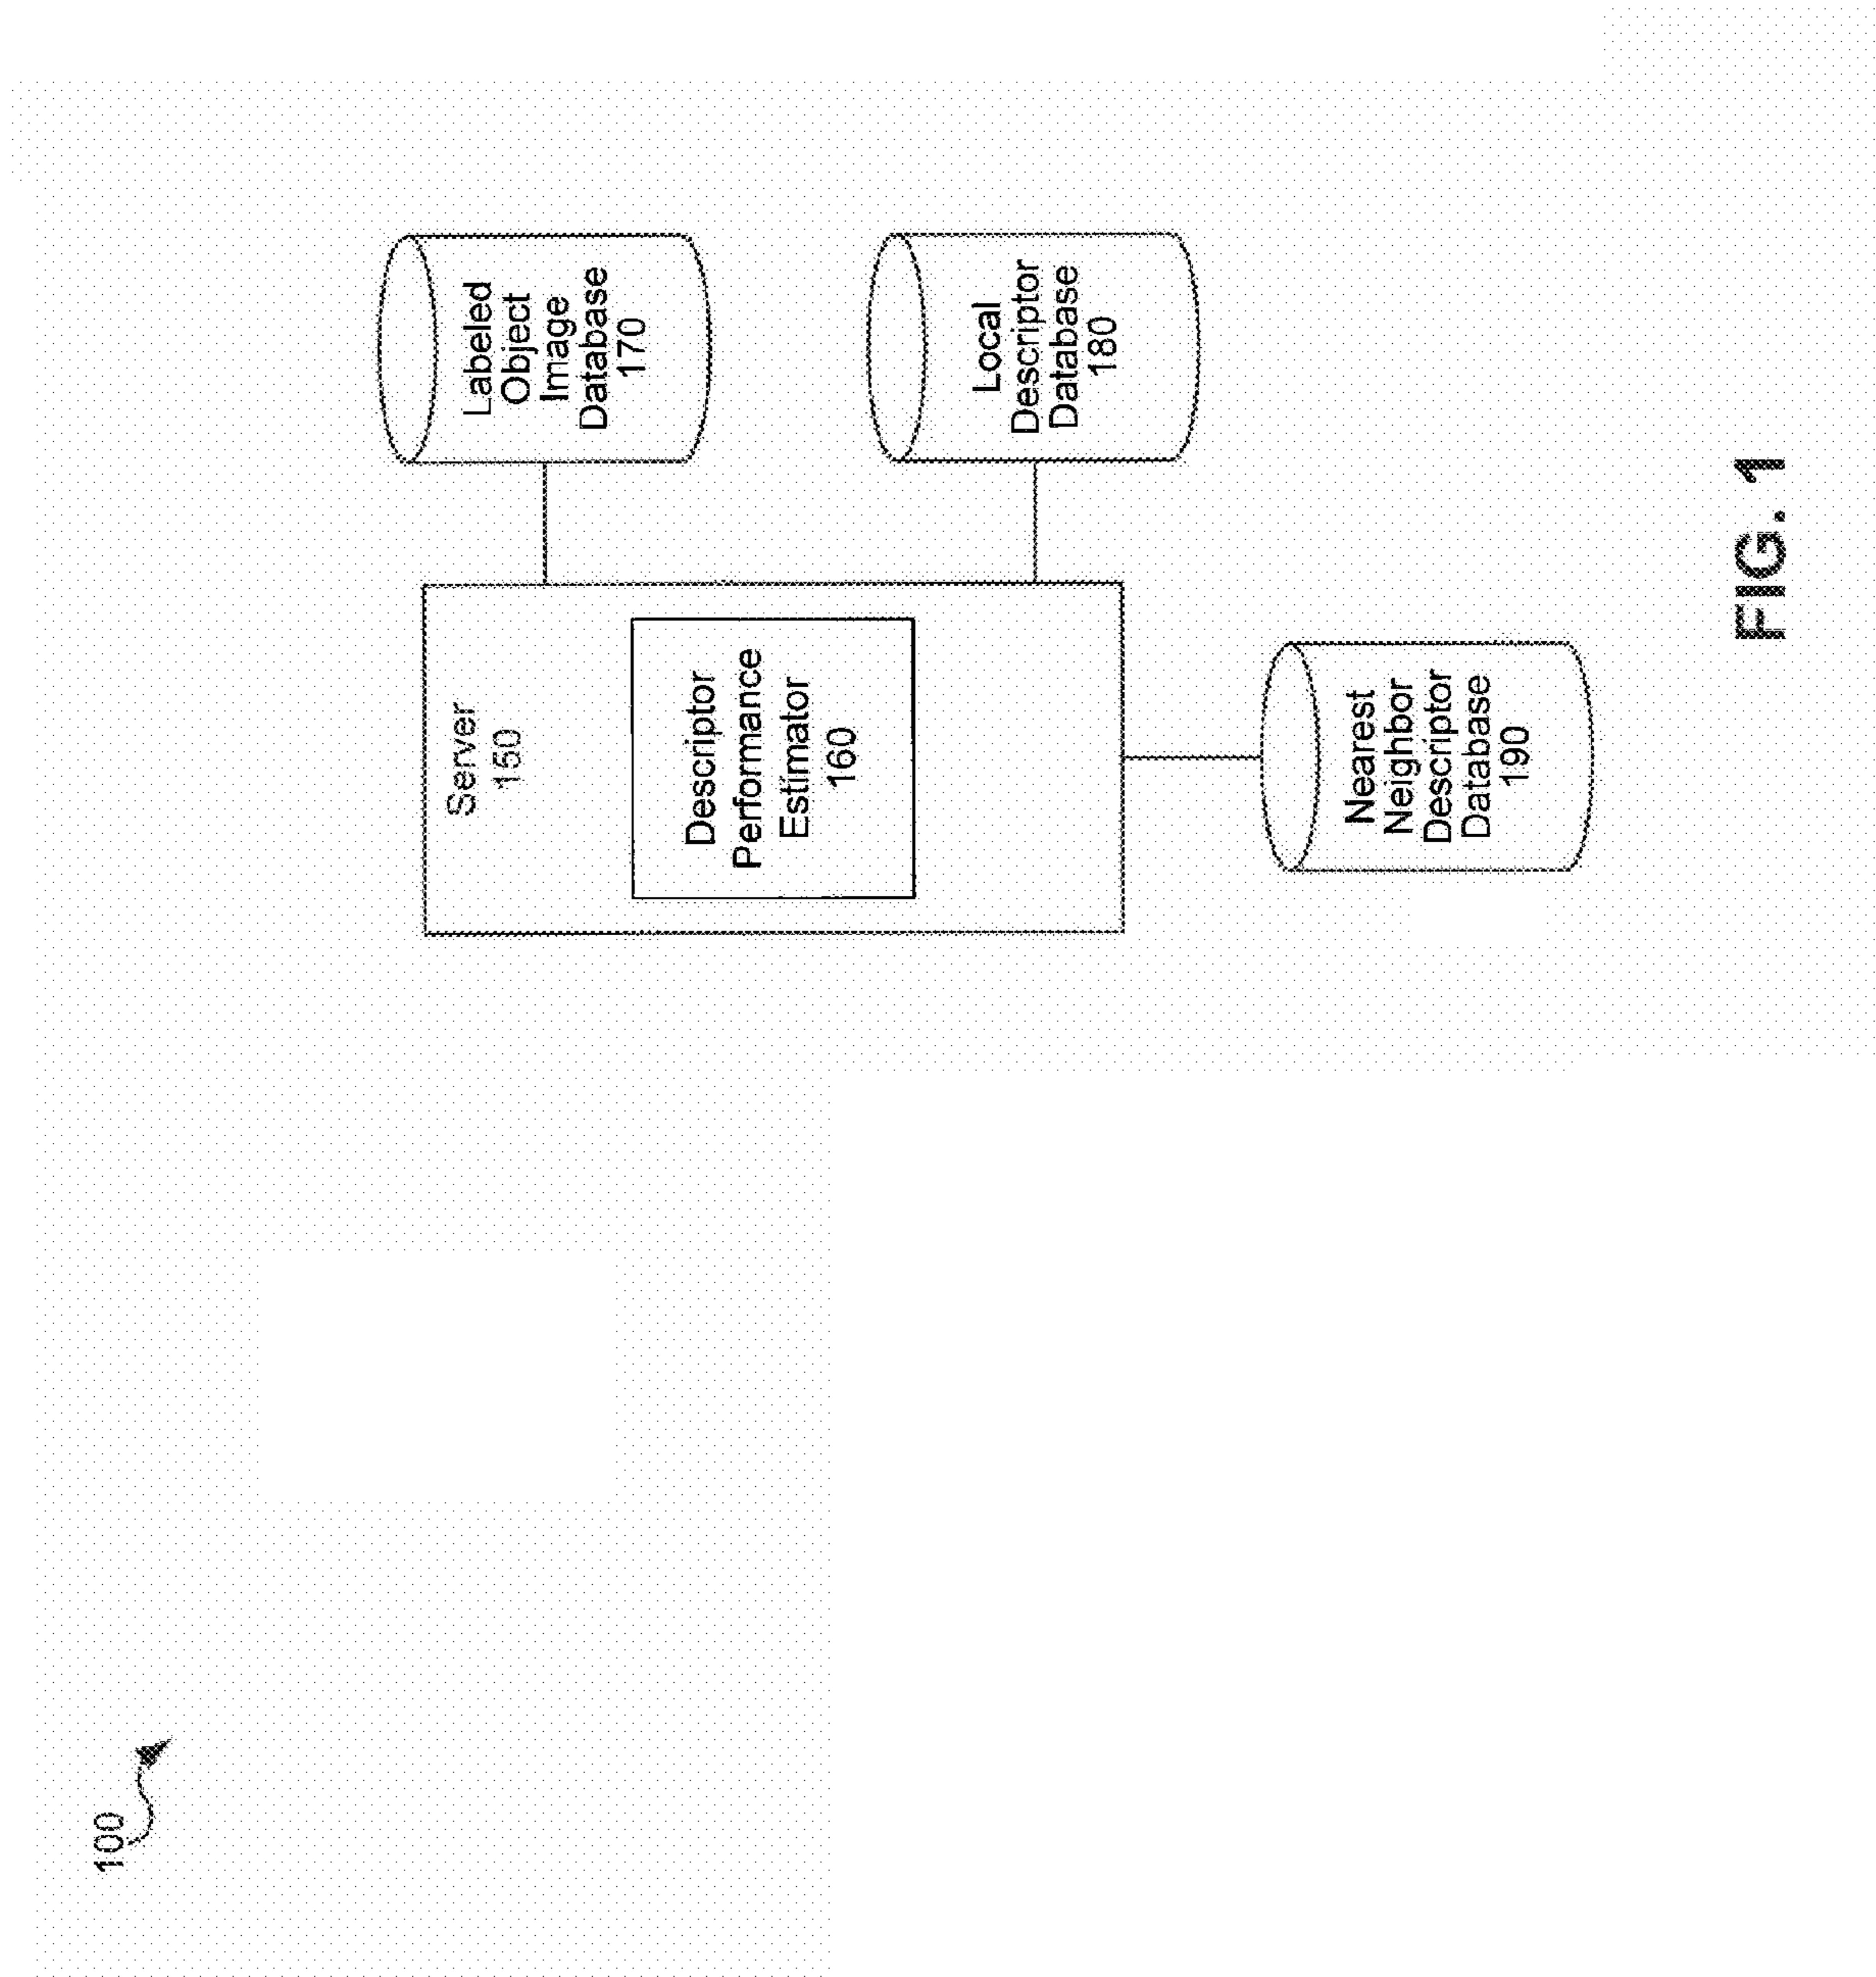 100
Server
150
Descriptor
Performance
Estimator
160
Labeled
Object
Image
Database
170
Local
Descriptor
Database
180
Nearest
Neighbor
Descriptor
Database
190
FIG. 1